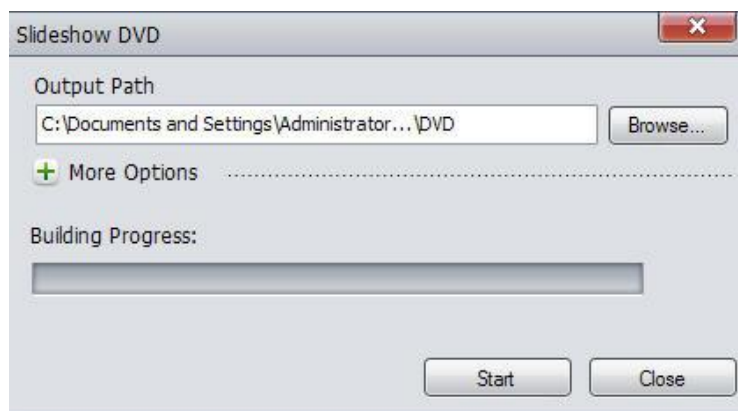 Slideshow DVD
Output Path
C:\Documents and Settings\Administrator...\DVD
Browse...
More Options
Building Progress:
Start
Close